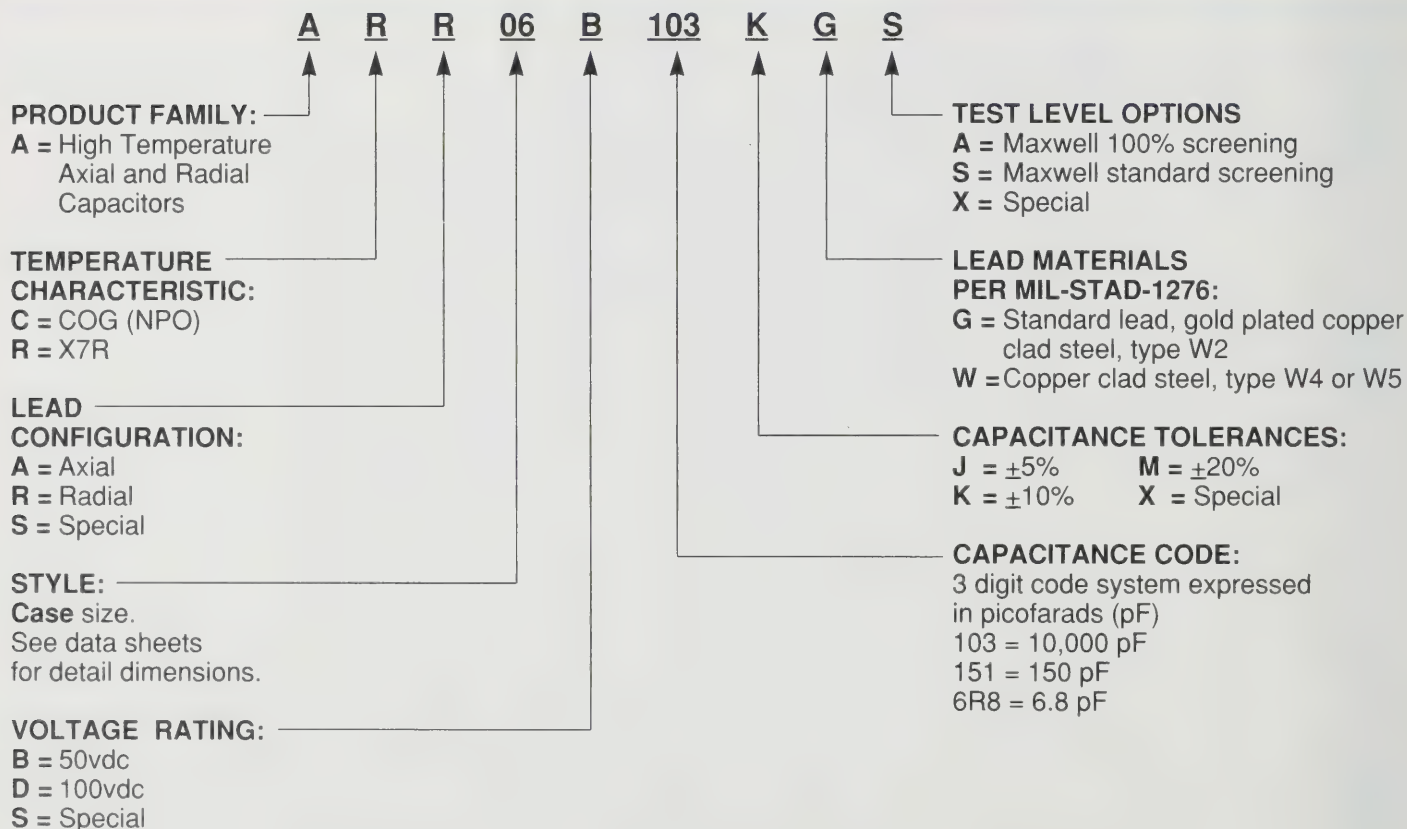 A R R 06 B 103 K G S
PRODUCT FAMILY:
A = High Temperature
Axial and Radial
Capacitors
TEMPERATURE
CHARACTERISTIC:
C = COG (NPO)
R = X7R
LEAD
CONFIGURATION:
A = Axial
R = Radial
S = Special
STYLE:
Case size.
See data sheets
for detail dimensions.
VOLTAGE RATING:
B = 50vdc
D = 100vdc
S = Special
TEST LEVEL OPTIONS
A = Maxwell 100% screening
S = Maxwell standard screening
X = Special
LEAD MATERIALS
PER MIL-STAD-1276:
G = Standard lead, gold plated copper
clad steel, type W2
W = Copper clad steel, type W4 or W5
CAPACITANCE TOLERANCES:
J = ±5% M = ±20%
K = ±10% X = Special
CAPACITANCE CODE:
3 digit code system expressed
in picofarads (pF)
103 = 10,000 pF
151 = 150 pF
6R8 = 6.8 pF